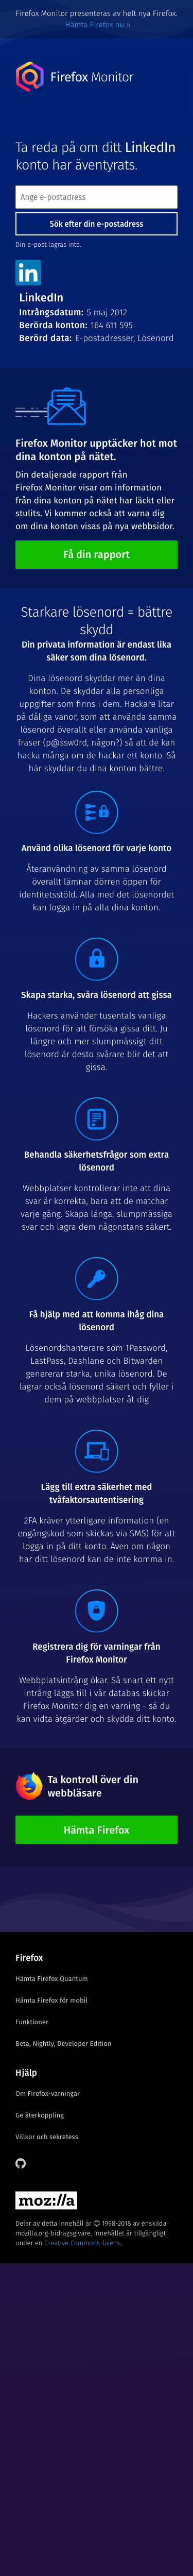 Firefox Monitor presenteras av helt nya Firefox.
Hämta Firefox nu »
Firefox Monitor
Ta reda på om ditt LinkedIn
konto har äventyrats.
Ange e-postadress
Sök efter din e-postadress
Din e-post lagras inte.
in
LinkedIn
Intrångsdatum: 5 maj 2012
Berörda konton: 164 611 595
Berörd data: E-postadresser, Lösenord
Firefox Monitor upptäcker hot mot
dina konton på nätet.
Din detaljerade rapport från
Firefox Monitor visar om information
från dina konton på nätet har läckt eller
stulits. Vi kommer också att varna dig
om dina konton visas på nya webbsidor.
Få din rapport
Starkare lösenord = bättre
skydd
Din privata information är endast lika
säker som dina lösenord.
Dina lösenord skyddar mer än dina
konton. De skyddar alla personliga
uppgifter som finns i dem. Hackare litar
på dåliga vanor, som att använda samma
lösenord överallt eller använda vanliga
fraser (p@ssw0rd, någon?) så att de kan
hacka många om de hackar ett konto. Så
här skyddar du dina konton bättre.
Använd olika lösenord för varje konto
Återanvändning av samma lösenord
överallt lämnar dörren öppen för
identitetsstöld. Alla med det lösenordet
kan logga in på alla dina konton.
Skapa starka, svåra lösenord att gissa
Hackers använder tusentals vanliga
lösenord för att försöka gissa ditt. Ju
längre och mer slumpmässigt ditt
lösenord är desto svårare blir det att
gissa.
Behandla säkerhetsfrågor som extra
lösenord
Webbplatser kontrollerar inte att dina
svar är korrekta, bara att de matchar
varje gång. Skapa långa, slumpmässiga
svar och lagra dem någonstans säkert.
Få hjälp med att komma ihåg dina
lösenord
Lösenordshanterare som 1Password,
LastPass, Dashlane och Bitwarden
genererar starka, unika lösenord. De
lagrar också lösenord säkert och fyller i
dem på webbplatser åt dig
Lägg till extra säkerhet med
tvåfaktorsautentisering
2FA kräver ytterligare information (en
engångskod som skickas via SMS) för att
logga in på ditt konto. Även om någon
har ditt lösenord kan de inte komma in.
Registrera dig för varningar från
Firefox Monitor
Webbplatsintrång ökar. Så snart ett nytt
intrång läggs till i vår databas skickar
Firefox Monitor dig en varning - så du
kan vidta åtgärder och skydda ditt konto.
Ta kontroll över din
webbläsare
Hämta Firefox
Firefox
Hämta Firefox Quantum
Hämta Firefox för mobil
Funktioner
Beta, Nightly, Developer Edition
Hjälp
Om Firefox-varningar
Ge återkoppling
Villkor och sekretess
moz://a
Delar av detta innehåll är © 1998-2018 av enskilda
mozilla.org-bidragsgivare. Innehållet är tillgängligt
under en Creative Commons-licens.